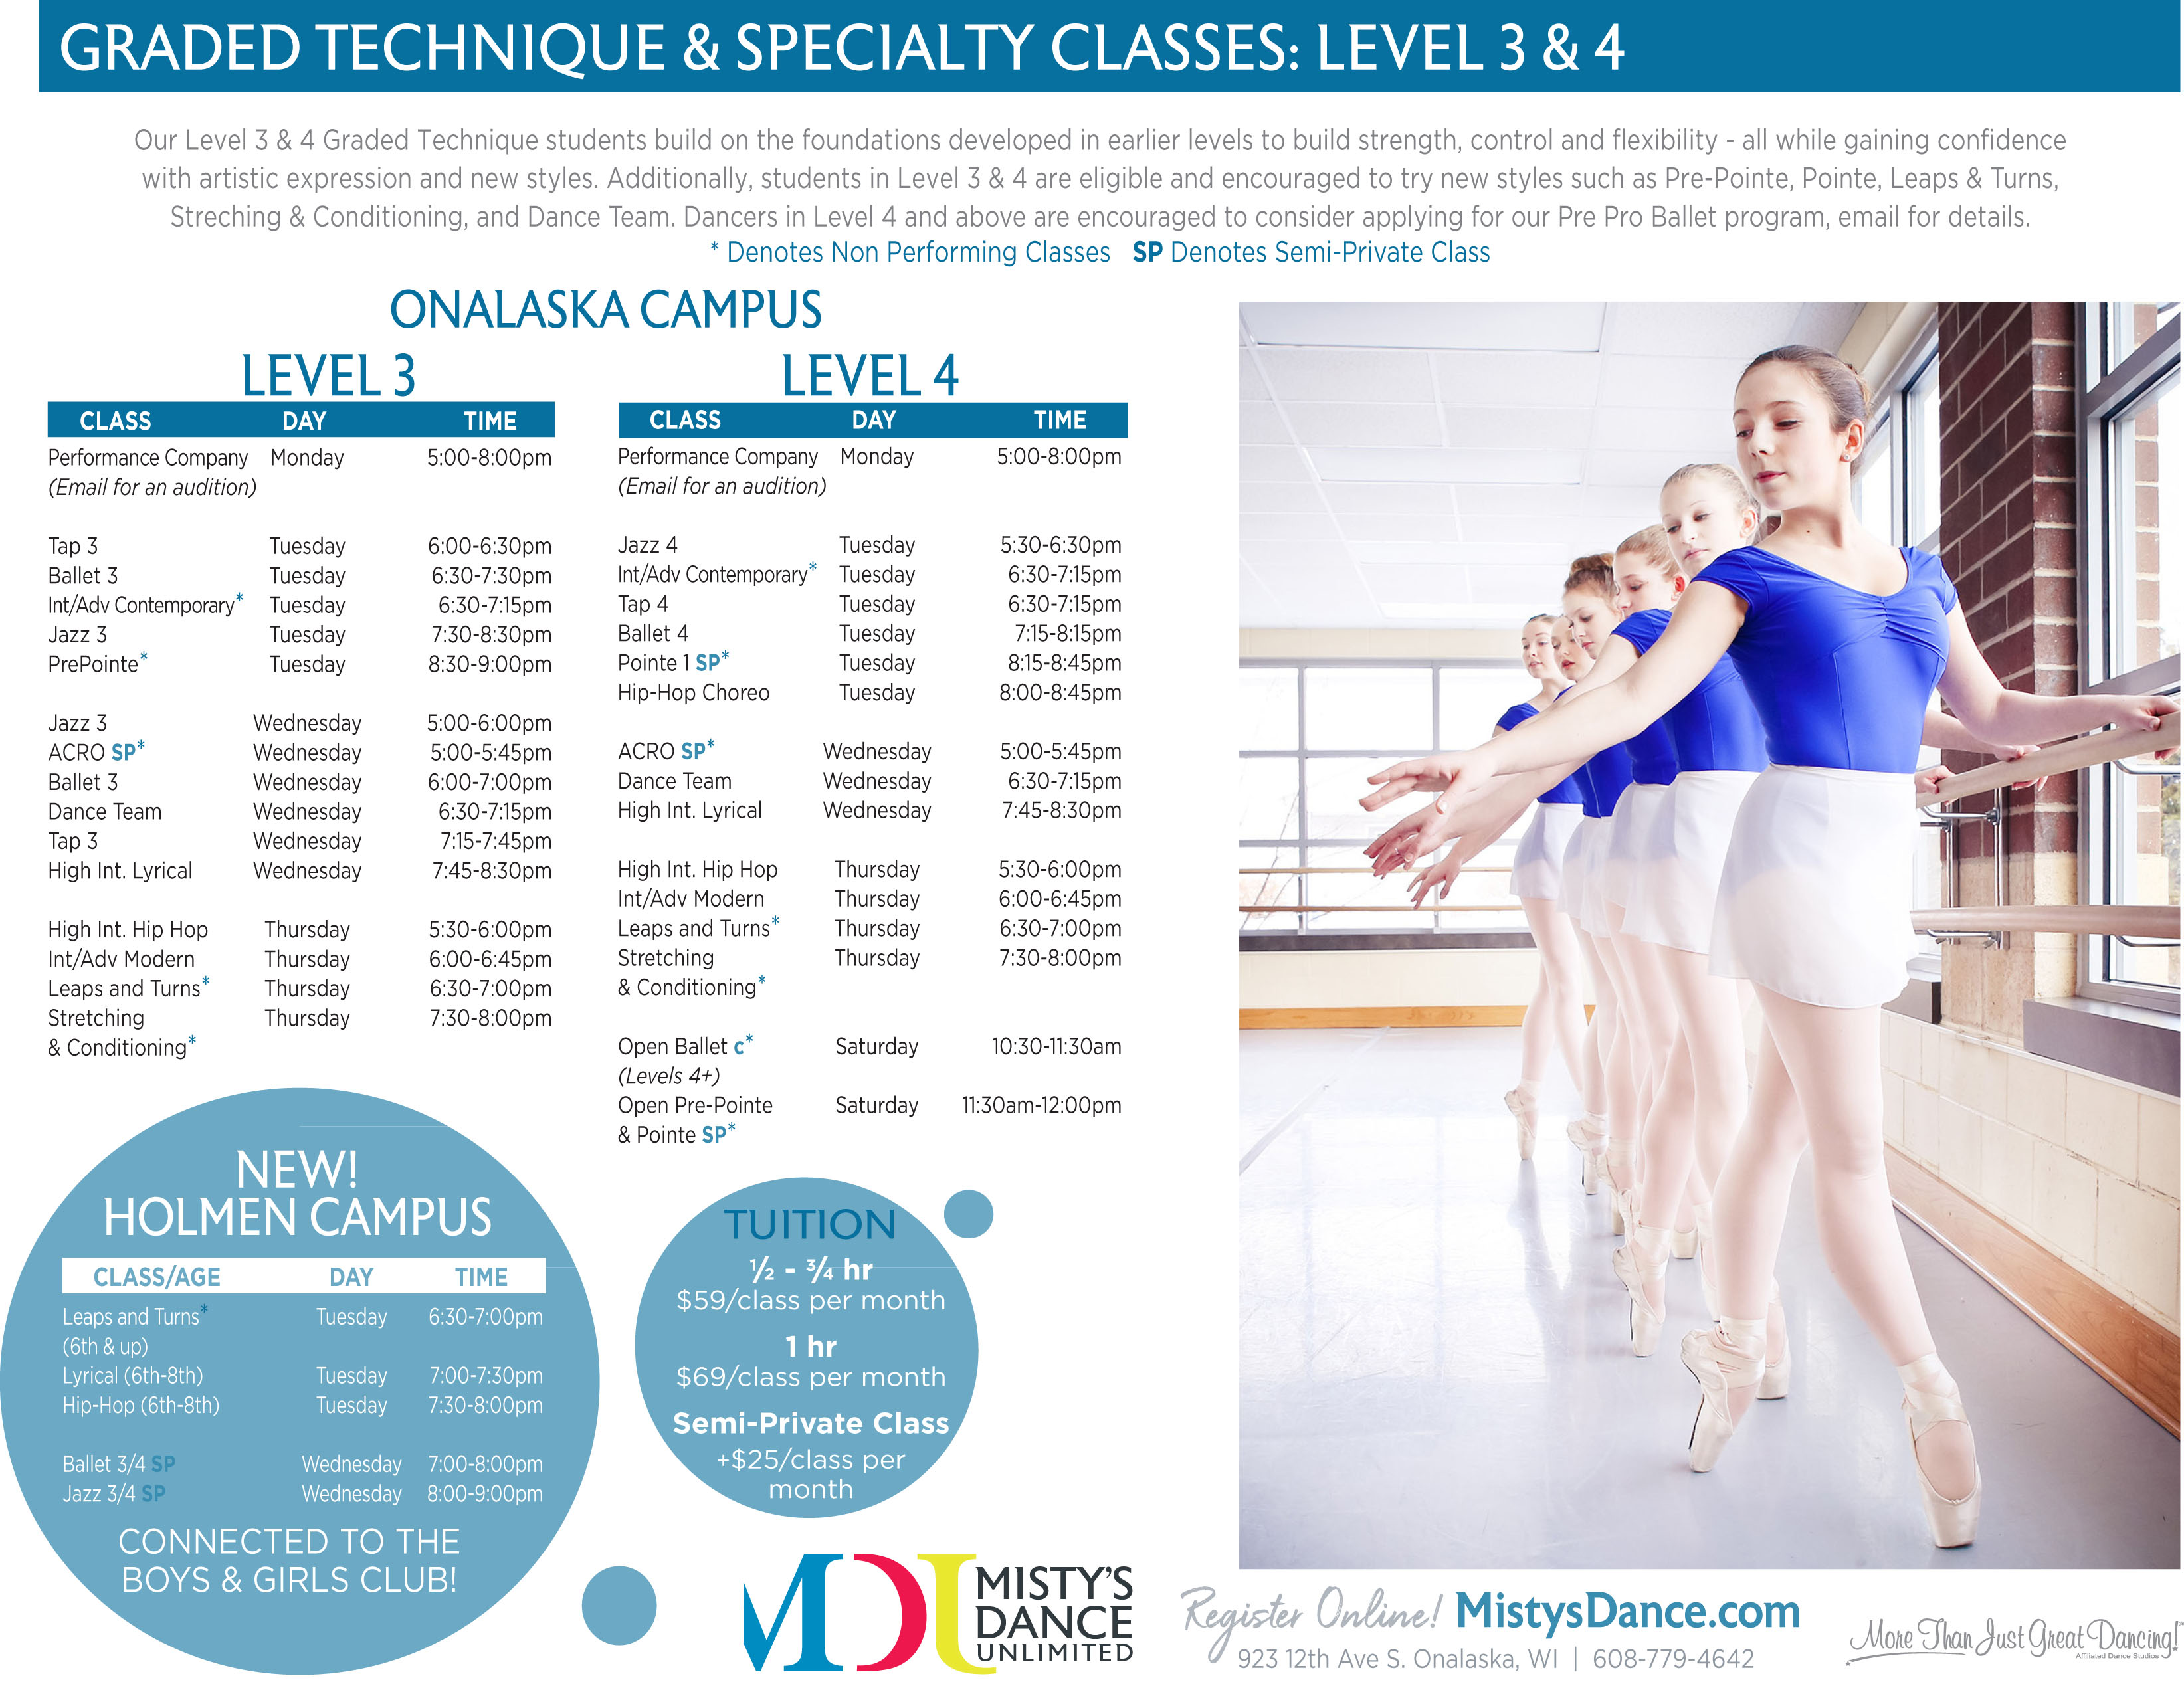 GRADED TECHNIQUE & SPECIALTY CLASSES: LEVEL 3 & 4
Our Level 3 & 4 Graded Technique students build on the foundations developed in earlier levels to build strength, control and flexibility - all while gaining confidence
with artistic expression and new styles. Additionally, students in Level 3 & 4 are eligible and encouraged to try new styles such as Pre-Pointe, Pointe, Leaps & Turns,
Streching & Conditioning, and Dance Team. Dancers in Level 4 and above are encouraged to consider applying for our Pre Pro Ballet program, email for details.
* Denotes Non Performing Classes SP Denotes Semi-Private Class
ONALASKA CAMPUS
LEVEL 3
CLASS DAY TIME
Performance Company Monday 5:00-8:00pm
(Email for an audition)
Tap 3 Tuesday 6:00-6:30pm
Ballet 3 Tuesday 6:30-7:30pm
Int/Adv Contemporary* Tuesday 6:30-7:15pm
Jazz 3 Tuesday 7:30-8:30pm
PrePointe* Tuesday 8:30-9:00pm
Jazz 3 Wednesday 5:00-6:00pm
ACRO SP* Wednesday 5:00-5:45pm
Ballet 3 Wednesday 6:00-7:00pm
Dance Team Wednesday 6:30-7:15pm
Tap 3 Wednesday 7:15-7:45pm
High Int. Lyrical Wednesday 7:45-8:30pm
High Int. Hip Hop Thursday 5:30-6:00pm
Int/Adv Modern Thursday 6:00-6:45pm
Leaps and Turns* Thursday 6:30-7:00pm
Stretching Thursday 7:30-8:00pm
& Conditioning*
LEVEL 4
CLASS DAY TIME
Performance Company Monday 5:00-8:00pm
(Email for an audition)
Jazz 4 Tuesday 5:30-6:30pm
Int/Adv Contemporary* Tuesday 6:30-7:15pm
Tap 4 Tuesday 6:30-7:15pm
Ballet 4 Tuesday 7:15-8:15pm
Pointe 1 SP* Tuesday 8:15-8:45pm
Hip-Hop Choreo Tuesday 8:00-8:45pm
ACRO SP* Wednesday 5:00-5:45pm
Dance Team Wednesday 6:30-7:15pm
High Int. Lyrical Wednesday 7:45-8:30pm
High Int. Hip Hop Thursday 5:30-6:00pm
Int/Adv Modern Thursday 6:00-6:45pm
Leaps and Turns* Thursday 6:30-7:00pm
Stretching Thursday 7:30-8:00pm
& Conditioning*
Open Ballet c* Saturday 10:30-11:30am
(Levels 4+)
Open Pre-Pointe Saturday 11:30am-12:00pm
& Pointe SP*
NEW!
HOLMEN CAMPUS
CLASS/AGE DAY TIME
Leaps and Turns* Tuesday 6:30-7:00pm
(6th & up)
Lyrical (6th-8th) Tuesday 7:00-7:30pm
Hip-Hop (6th-8th) Tuesday 7:30-8:00pm
Ballet 3/4 SP Wednesday 7:00-8:00pm
Jazz 3/4 SP Wednesday 8:00-9:00pm
CONNECTED TO THE
BOYS & GIRLS CLUB!
TUITION
½ - ¾ hr
$59/class per month
1 hr
$69/class per month
Semi-Private Class
+$25/class per
month
MDU
MISTY'S
DANCE
UNLIMITED
Register Online! MistysDance.com
923 12th Ave S. Onalaska, WI | 608-779-4642
More Than Just Great Dancing!
Affiliated Dance Studios